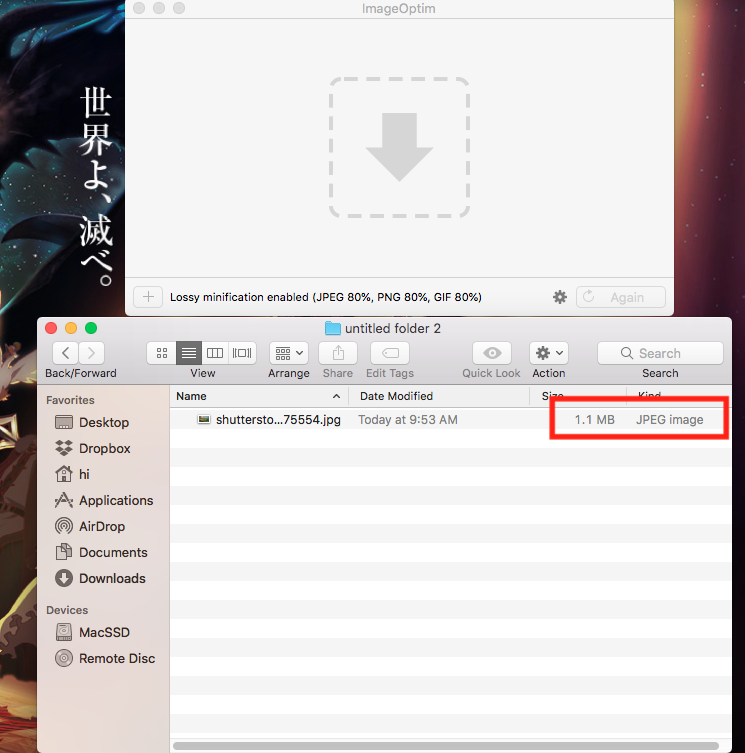 ImageOptim
世界よ、滅べ。
Lossy minification enabled (JPEG 80%, PNG 80%, GIF 80%)
Again
untitled folder 2
Search
Back/Forward View Arrange Share Edit Tags Quick Look Action Search
Favorites
Desktop
Dropbox
hi
Applications
AirDrop
Documents
Downloads
Devices
MacSSD
Remote Disc
Name Date Modified Size Kind
shuttersto...75554.jpg Today at 9:53 AM 1.1 MB JPEG image